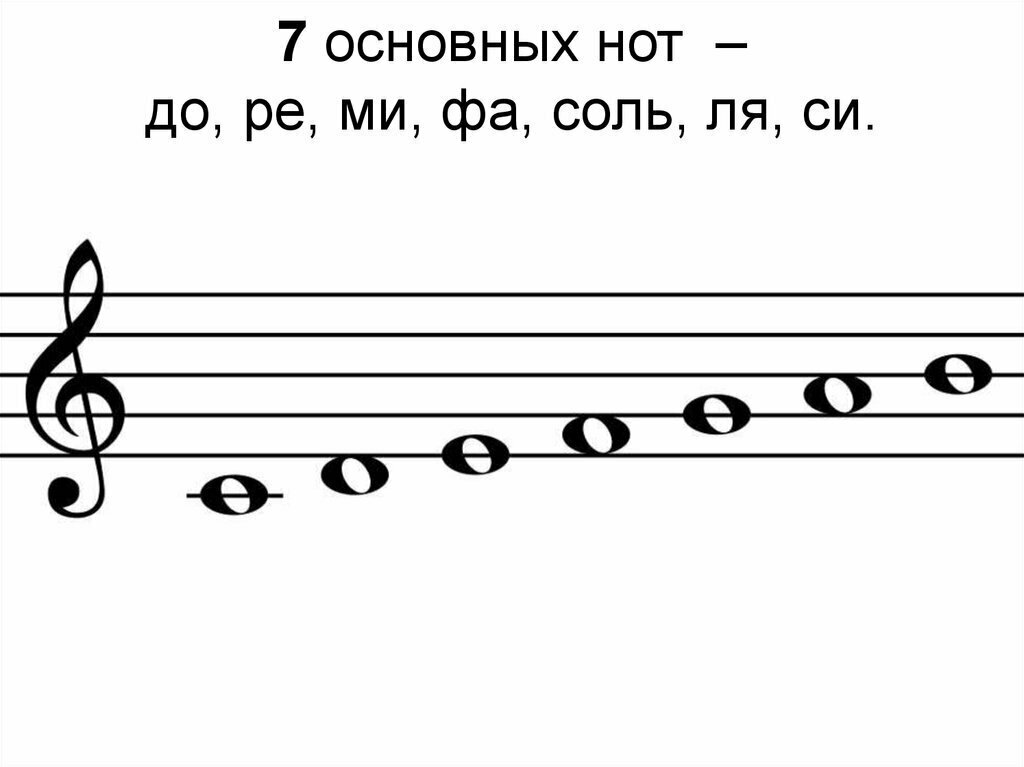 7 основных нот –
до, ре, ми, фа, соль, ля, си.